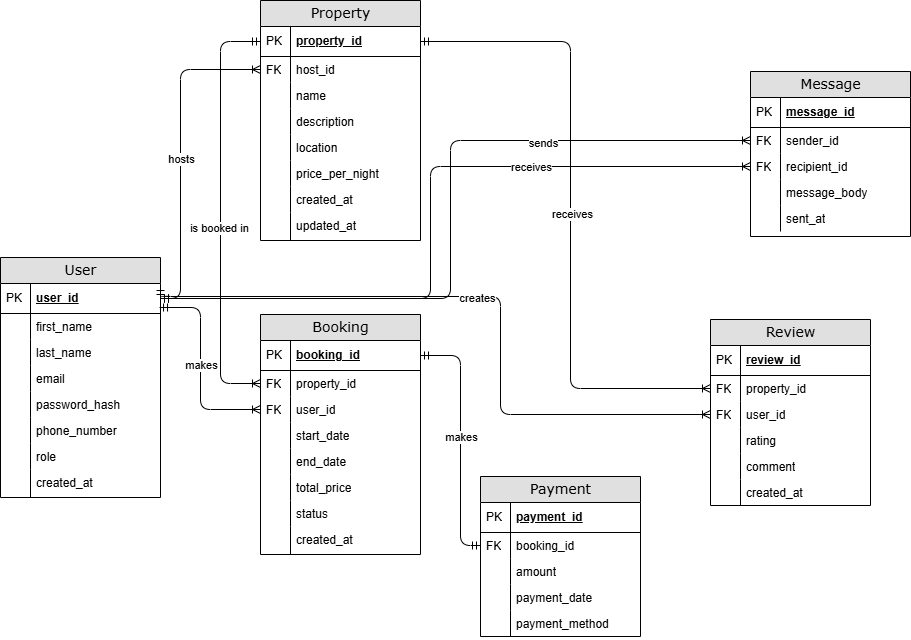 Property
PK property_id
FK host_id
name
description
location
price_per_night
created_at
updated_at
Message
PK message_id
FK sender_id
FK recipient_id
message_body
sent_at
sends
receives
hosts
receives
is booked in
User
PK user_id
first_name
last_name
email
password_hash
phone_number
role
created_at
creates
makes
Booking
PK booking_id
FK property_id
FK user_id
start_date
end_date
total_price
status
created_at
makes
Review
PK review_id
FK property_id
FK user_id
rating
comment
created_at
Payment
PK payment_id
FK booking_id
amount
payment_date
payment_method